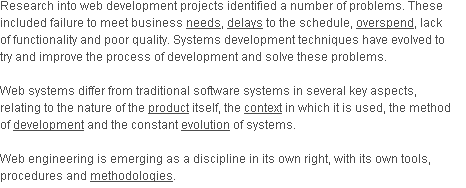 Research into web development projects identified a number of problems. These
included failure to meet business needs, delays to the schedule, overspend, lack
of functionality and poor quality. Systems development techniques have evolved to
try and improve the process of development and solve these problems.
Web systems differ from traditional software systems in several key aspects,
relating to the nature of the product itself, the context in which it is used, the method
of development and the constant evolution of systems.
Web engineering is emerging as a discipline in its own right, with its own tools,
procedures and methodologies.